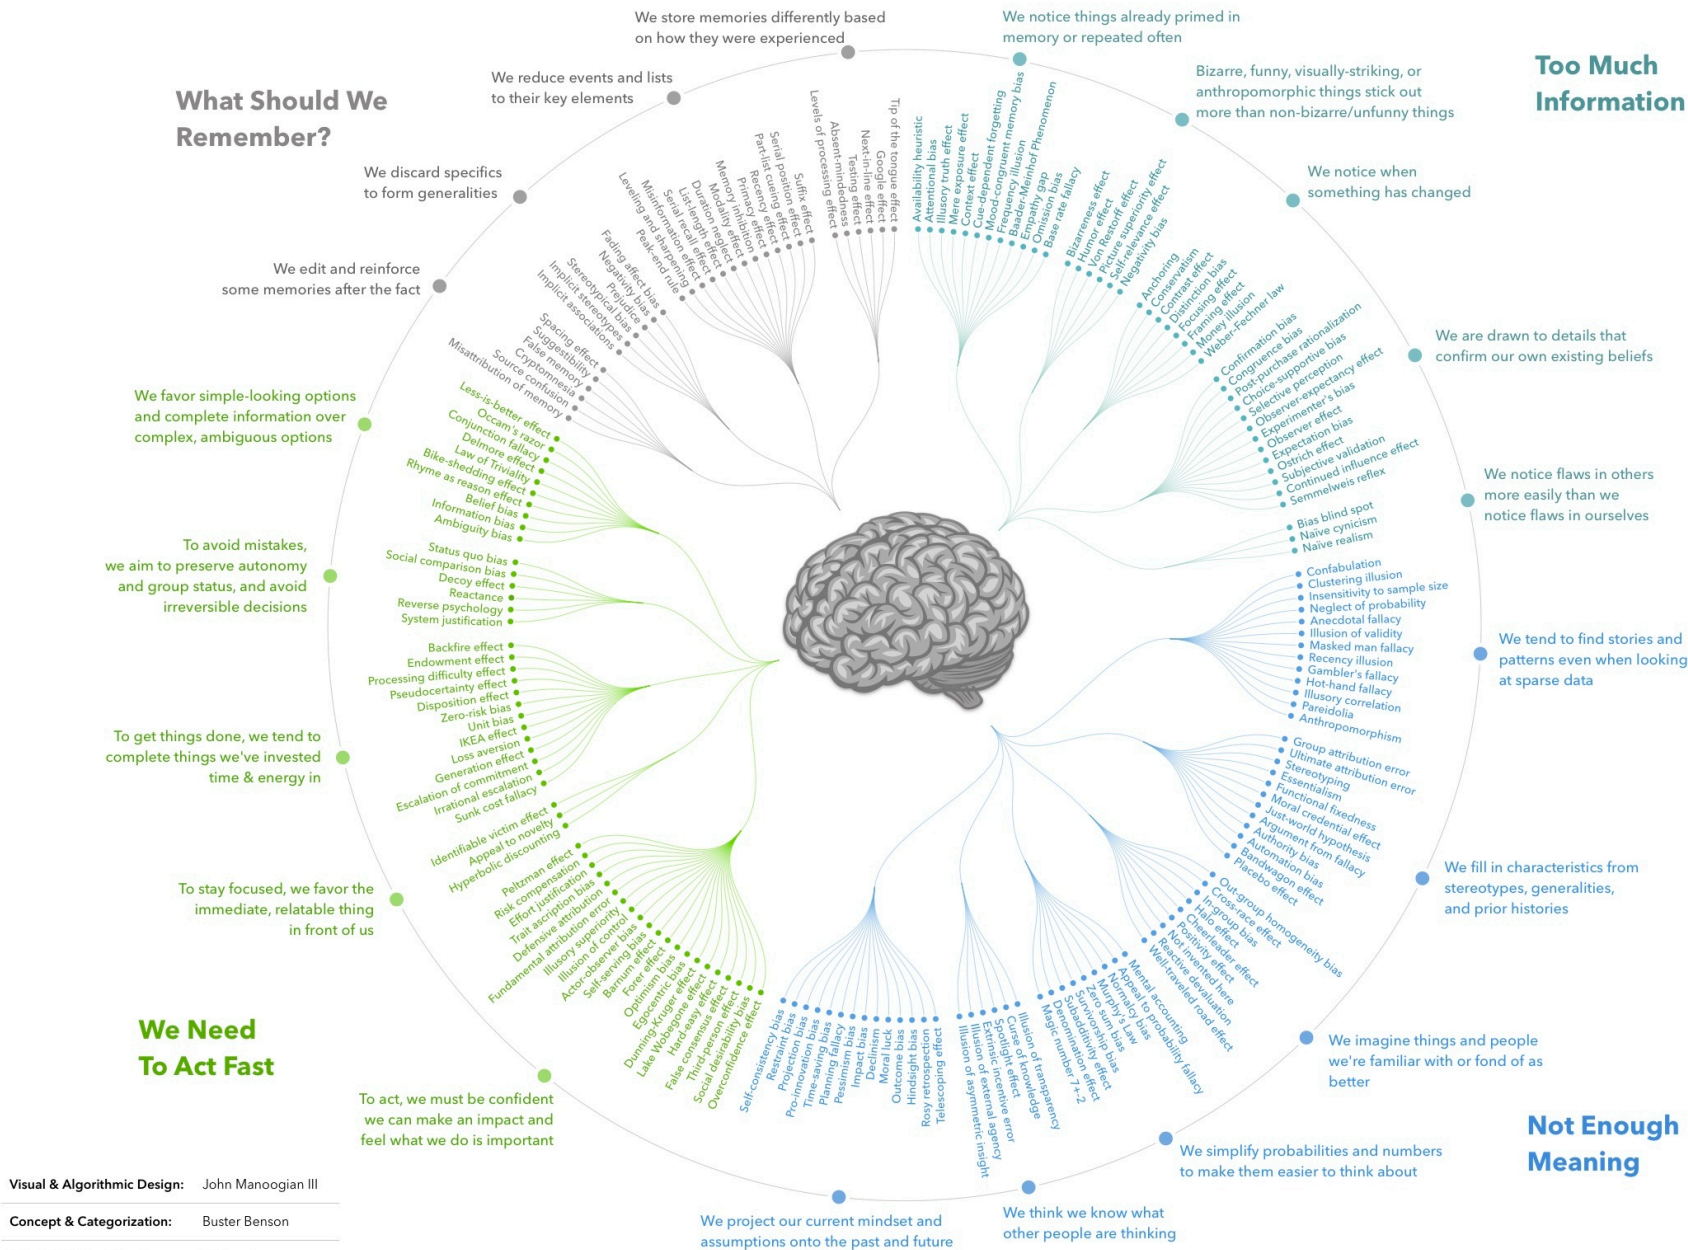 We store memories differently based
on how they were experienced
We reduce events and lists
to their key elements
What Should We
Remember?
We discard specifics
to form generalities
We edit and reinforce
some memories after the fact
Tip of the tongue effect
Google effect
Next-in-line effect
Testing effect
Absent-mindedness
Levels of processing effect
Suffix effect
Serial position effect
Part-list cueing effect
Recency effect
Primacy effect
Memory inhibition
Modality effect
Duration neglect
List-length effect
Serial recall effect
Misinformation effect
Leveling and sharpening
Peak-end rule
Fading affect bias
Negativity bias
Prejudice
Stereotypical bias
Implicit stereotypes
Implicit associations
Spacing effect
Suggestibility
False memory
Cryptomnesia
Source confusion
Misattribution of memory
We notice things already primed in
memory or repeated often
Too Much
Information
Bizarre, funny, visually-striking, or
anthropomorphic things stick out
more than non-bizarre/unfunny things
We notice when
something has changed
We are drawn to details that
confirm our own existing beliefs
We notice flaws in others
more easily than we
notice flaws in ourselves
Availability heuristic
Attentional bias
Illusory truth effect
Mere exposure effect
Context effect
Cue-dependent forgetting
Mood-congruent memory bias
Frequency illusion
Baader-Meinhof Phenomenon
Empathy gap
Omission bias
Base rate fallacy
Bizarreness effect
Humor effect
Von Restorff effect
Picture superiority effect
Self-relevance effect
Negativity bias
Anchoring
Conservatism
Contrast effect
Distinction bias
Focusing effect
Framing effect
Money illusion
Weber-Fechner law
Confirmation bias
Congruence bias
Post-purchase rationalization
Choice-supportive bias
Selective perception
Observer-expectancy effect
Experimenter's bias
Observer effect
Expectation bias
Ostrich effect
Subjective validation
Continued influence effect
Semmelweis reflex
Bias blind spot
Naïve cynicism
Naïve realism
We tend to find stories and
patterns even when looking
at sparse data
We fill in characteristics from
stereotypes, generalities,
and prior histories
We imagine things and people
we're familiar with or fond of as
better
Not Enough
Meaning
We simplify probabilities and numbers
to make them easier to think about
We think we know what
other people are thinking
We project our current mindset and
assumptions onto the past and future
Confabulation
Clustering illusion
Insensitivity to sample size
Neglect of probability
Anecdotal fallacy
Illusion of validity
Masked man fallacy
Recency illusion
Gambler's fallacy
Hot-hand fallacy
Illusory correlation
Pareidolia
Anthropomorphism
Group attribution error
Ultimate attribution error
Stereotyping
Essentialism
Functional fixedness
Moral credential effect
Just-world hypothesis
Argument from fallacy
Authority bias
Automation bias
Bandwagon effect
Placebo effect
Out-group homogeneity bias
Cross-race effect
In-group bias
Halo effect
Cheerleader effect
Positivity effect
Not invented here
Reactive devaluation
Well-traveled road effect
Mental accounting
Appeal to probability fallacy
Normalcy bias
Murphy's Law
Zero sum bias
Survivorship bias
Subadditivity effect
Denomination effect
Magic number 7+-2
Illusion of transparency
Curse of knowledge
Spotlight effect
Extrinsic incentive error
Illusion of external agency
Illusion of asymmetric insight
Telescoping effect
Rosy retrospection
Hindsight bias
Outcome bias
Moral luck
Declinism
Impact bias
Pessimism bias
Planning fallacy
Time-saving bias
Pro-innovation bias
Projection bias
Restraint bias
Self-consistency bias
We favor simple-looking options
and complete information over
complex, ambiguous options
To avoid mistakes,
we aim to preserve autonomy
and group status, and avoid
irreversible decisions
To get things done, we tend to
complete things we've invested
time & energy in
To stay focused, we favor the
immediate, relatable thing
in front of us
We Need
To Act Fast
To act, we must be confident
we can make an impact and
feel what we do is important
Less-is-better effect
Occam's razor
Conjunction fallacy
Delmore effect
Law of Triviality
Bike-shedding effect
Rhyme as reason effect
Belief bias
Information bias
Ambiguity bias
Status quo bias
Social comparison bias
Decoy effect
Reactance
Reverse psychology
System justification
Backfire effect
Endowment effect
Processing difficulty effect
Pseudocertainty effect
Disposition effect
Zero-risk bias
Unit bias
IKEA effect
Loss aversion
Generation effect
Escalation of commitment
Irrational escalation
Sunk cost fallacy
Identifiable victim effect
Appeal to novelty
Hyperbolic discounting
Peltzman effect
Risk compensation
Effort justification
Trait ascription bias
Defensive attribution
Fundamental attribution error
Illusory superiority
Illusion of control
Actor-observer bias
Self-serving bias
Barnum effect
Forer effect
Optimism bias
Egocentric bias
Dunning-Kruger effect
Lake Wobegone effect
Hard-easy effect
False consensus effect
Third-person effect
Social desirability bias
Overconfidence effect
Visual & Algorithmic Design: John Manoogian III
Concept & Categorization: Buster Benson